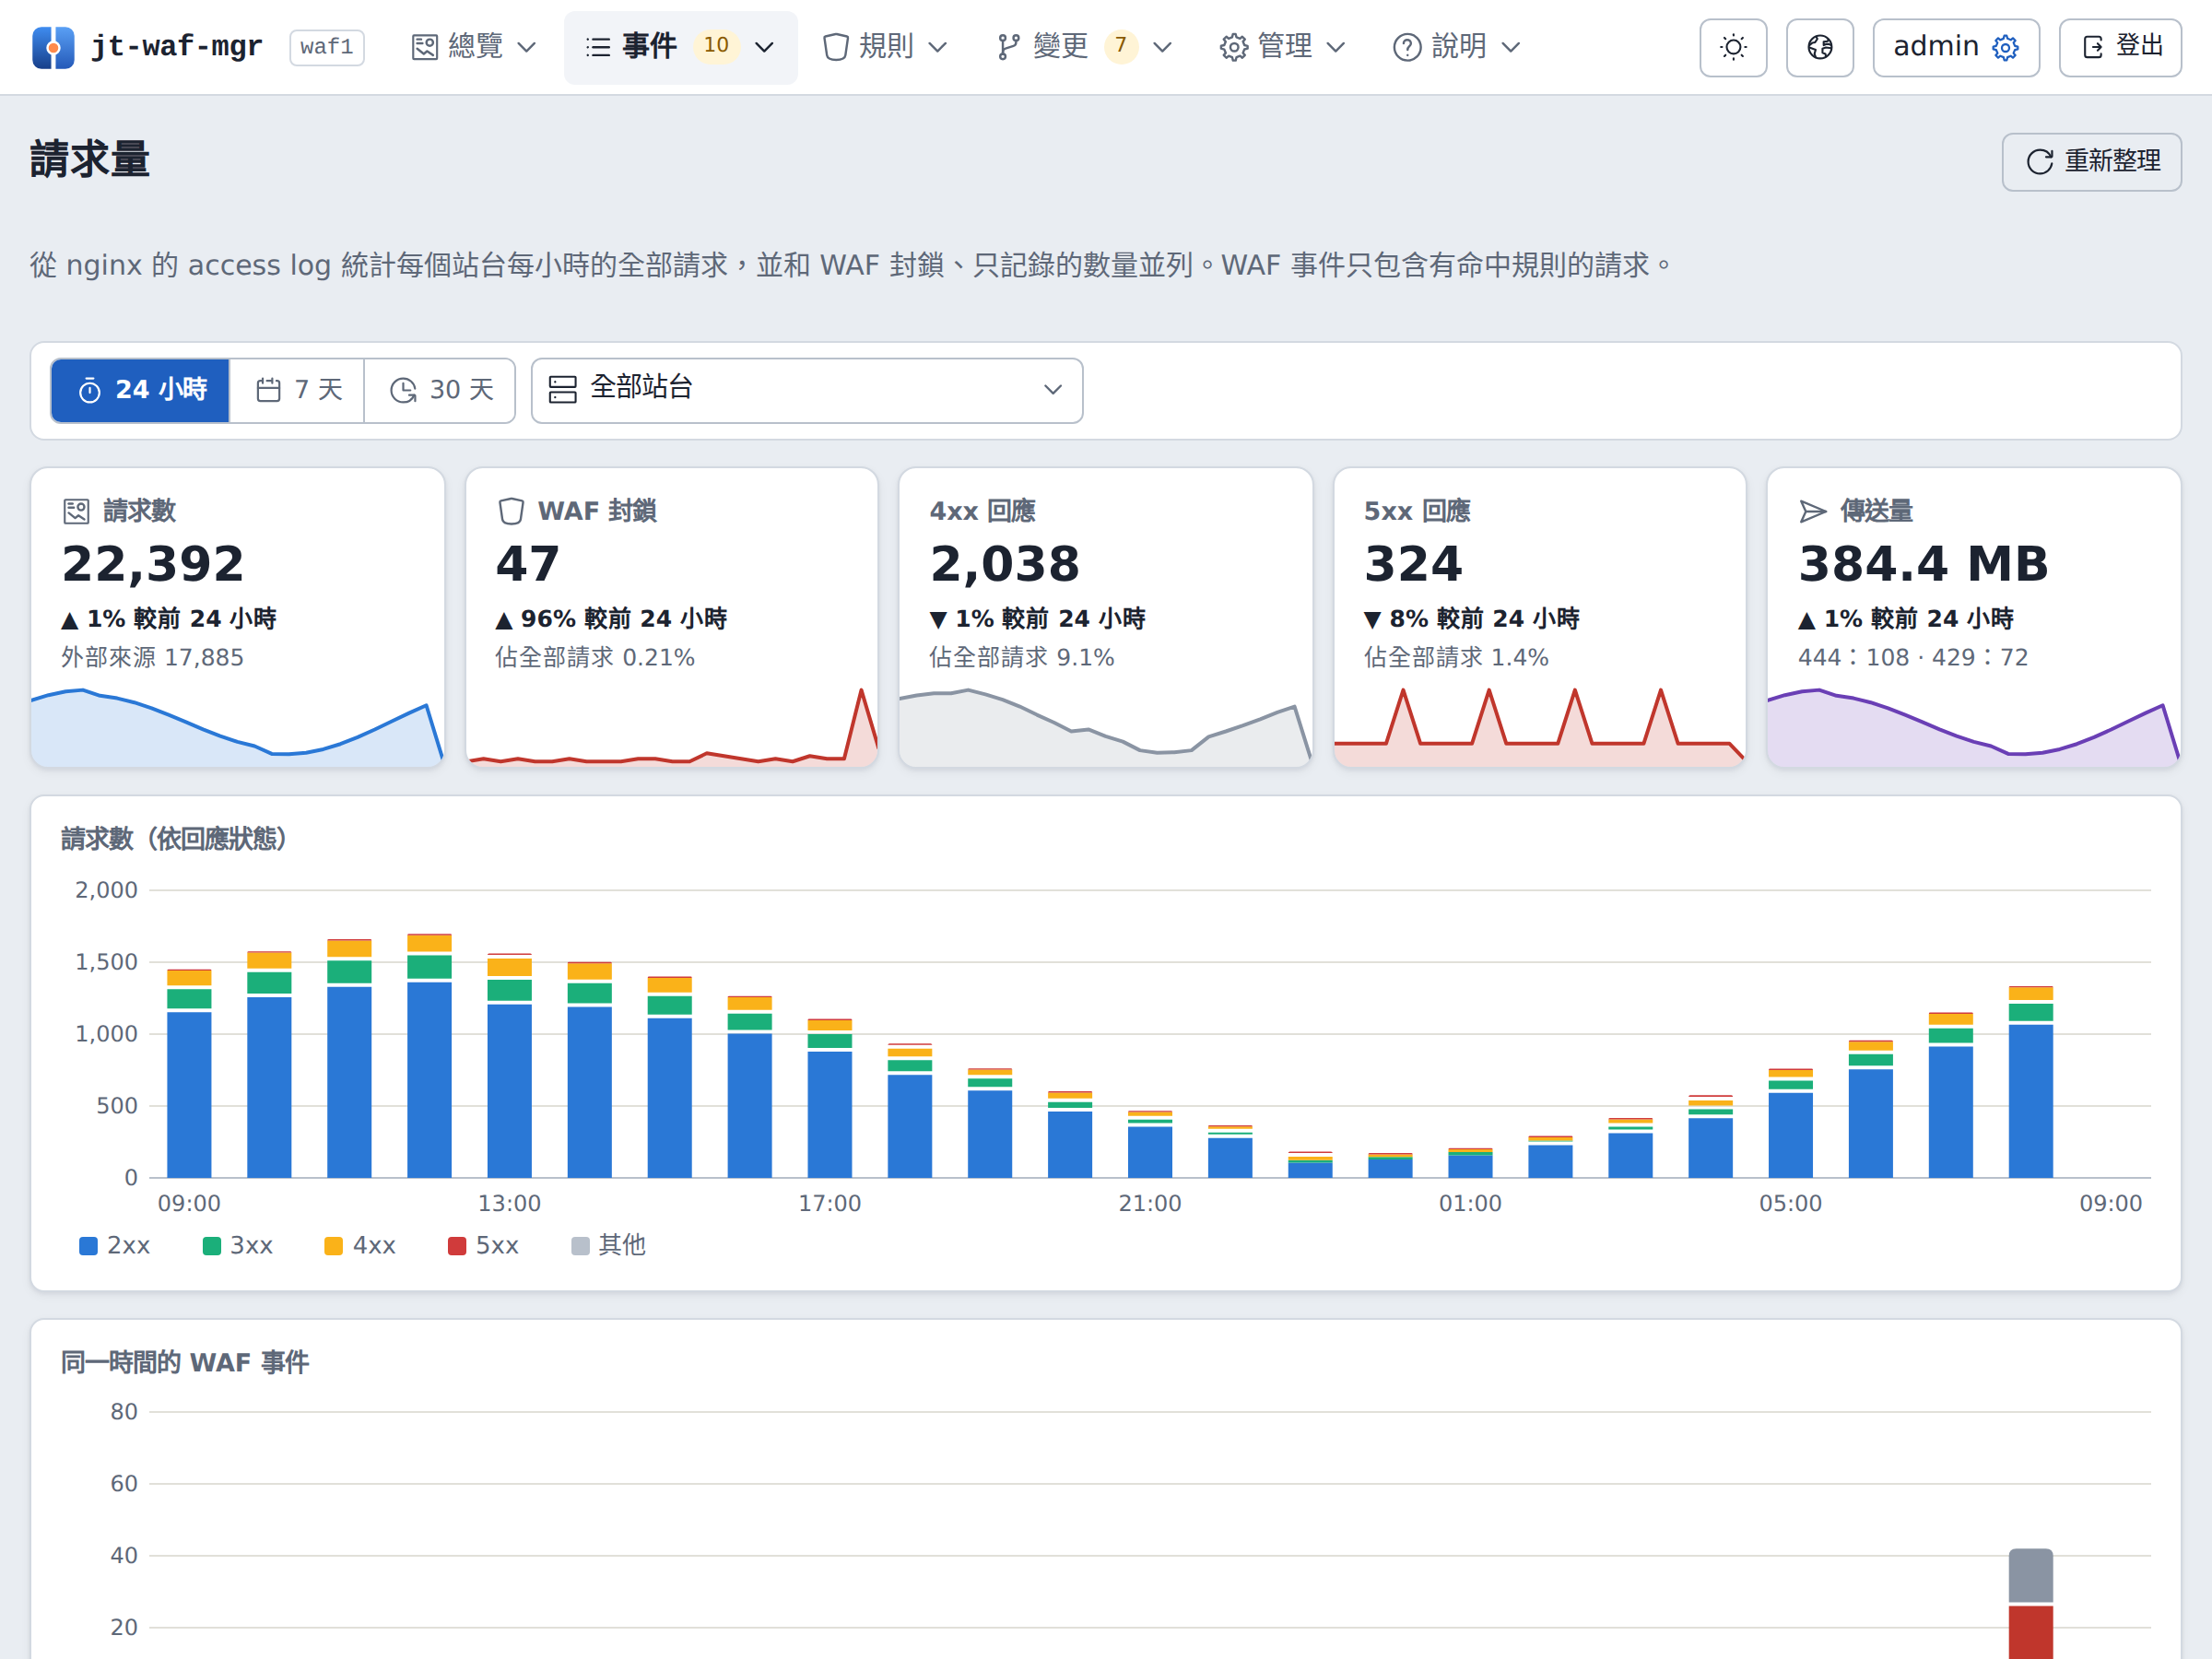 jt-waf-mgr waf1 總覽 事件 10 規則 變更 7 管理 說明 admin 登出
請求量 重新整理
從 nginx 的 access log 統計每個站台每小時的全部請求，並和 WAF 封鎖、只記錄的數量並列。WAF 事件只包含有命中規則的請求。
24 小時 7 天 30 天 全部站台
請求數
22,392
▲ 1% 較前 24 小時
外部來源 17,885
WAF 封鎖
47
▲ 96% 較前 24 小時
佔全部請求 0.21%
4xx 回應
2,038
▼ 1% 較前 24 小時
佔全部請求 9.1%
5xx 回應
324
▼ 8% 較前 24 小時
佔全部請求 1.4%
傳送量
384.4 MB
▲ 1% 較前 24 小時
444：108 · 429：72
請求數（依回應狀態）
2,000
1,500
1,000
500
0
09:00 13:00 17:00 21:00 01:00 05:00 09:00
2xx 3xx 4xx 5xx 其他
同一時間的 WAF 事件
80
60
40
20